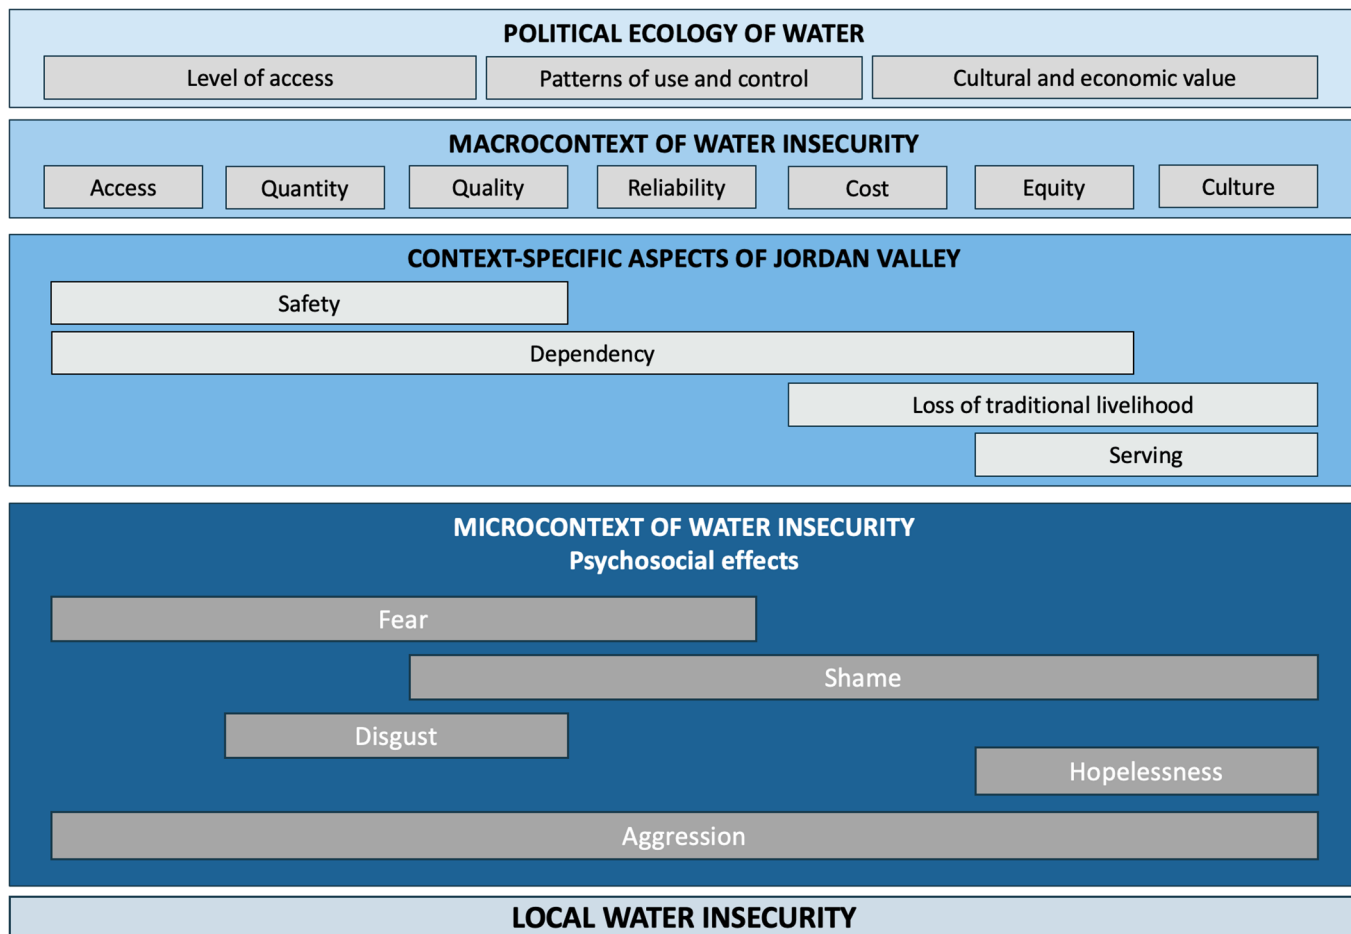 POLITICAL ECOLOGY OF WATER
Level of access
Patterns of use and control
Cultural and economic value
MACROCONTEXT OF WATER INSECURITY
Access
Quantity
Quality
Reliability
Cost
Equity
Culture
CONTEXT-SPECIFIC ASPECTS OF JORDAN VALLEY
Safety
Dependency
Loss of traditional livelihood
Serving
MICROCONTEXT OF WATER INSECURITY
Psychosocial effects
Fear
Shame
Disgust
Hopelessness
Aggression
LOCAL WATER INSECURITY